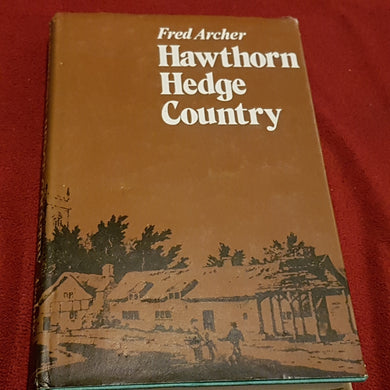 Fred Archer
Hawthorn
Hedge
Country